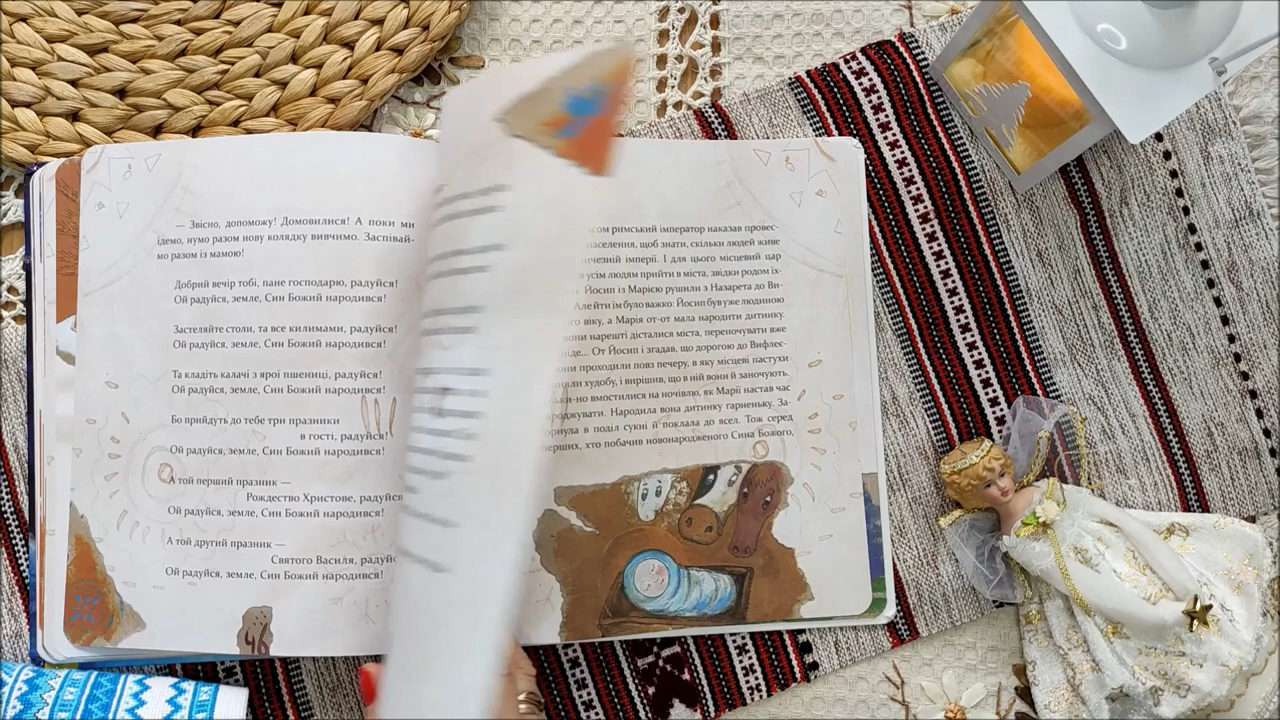 — Звісно, допоможу! Домовилися! А поки ми
їдемо, нумо разом нову колядку вивчимо. Заспівай-
мо разом із мамою!
Добрий вечір тобі, пане господарю, радуйся!
Ой радуйся, земле, Син Божий народився!
Застеляйте столи, та все килимами, радуйся!
Ой радуйся, земле, Син Божий народився!
Та кладіть калачі з ярої пшениці, радуйся!
Ой радуйся, земле, Син Божий народився!
Бо прийдуть до тебе три празники
в гості, радуйся!
Ой радуйся, земле, Син Божий народився!
А той перший празник —
Рождество Христове, радуйся
Ой радуйся, земле, Син Божий народився!
А той другий празник —
Святого Василя,
Ой радуйся, земле, Син Божий народився!
римський імператор наказав провес-
населення, щоб знати, скільки людей живе
імперії. І для цього місцевий цар
усім людям прийти в міста, звідки родом їх-
Йосип із Марією рушили з Назарета до Ви-
Але йти їм було важко: Йосип був уже людиною
віку, а Марія от-от мала народити дитинку.
вони нарешті дісталися міста, переночувати вже
ніде... От Йосип і згадав, що дорогою до Вифлеє-
проходили повз печеру, в яку місцеві пастухи
худобу, і вирішив, що в ній вони й заночують.
вмостилися на ночівлю, як Марії настав час
Народила вона дитинку гарненьку. За-
в поділ сукні й поклала до ясел. Тож серед
перших, хто побачив новонародженого Сина Божого,